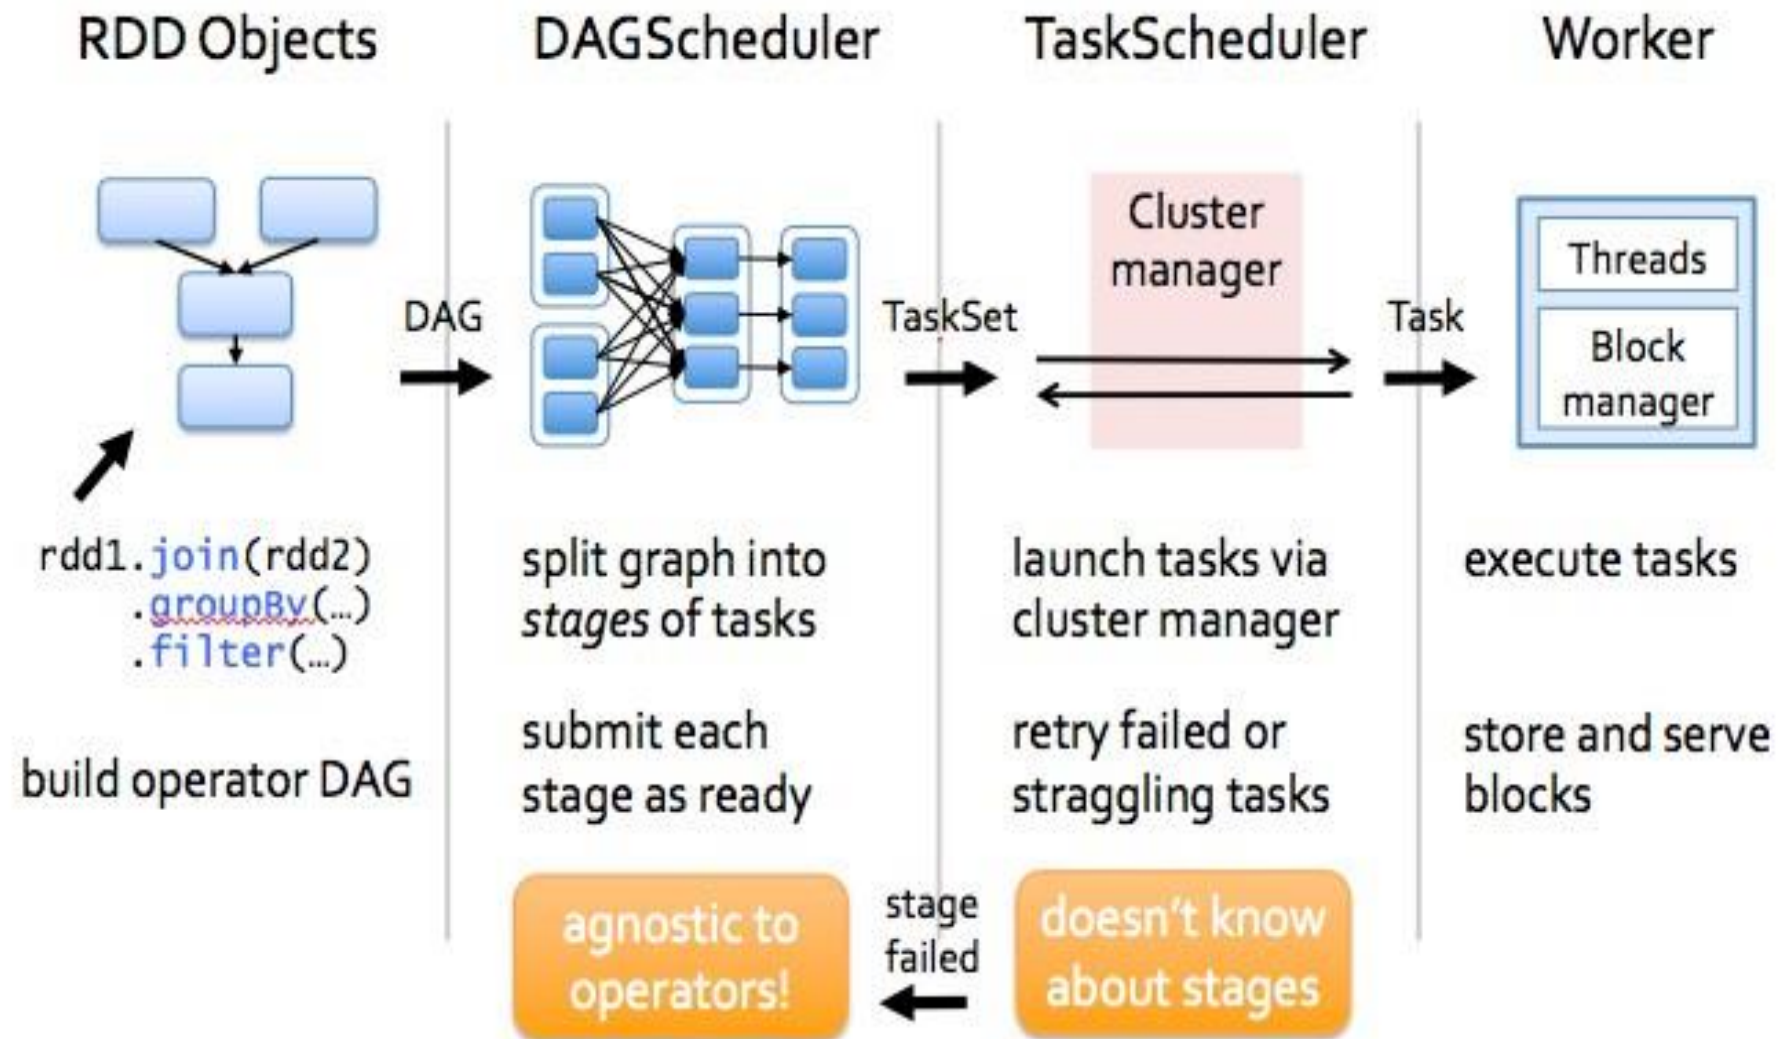 RDD Objects
DAGScheduler
TaskScheduler
Worker
DAG
TaskSet
Cluster
manager
Task
Threads
Block
manager
rdd1.join(rdd2)
.groupBy(…)
.filter(…)
build operator DAG
split graph into
stages of tasks
submit each
stage as ready
agnostic to
operators!
launch tasks via
cluster manager
retry failed or
straggling tasks
stage
failed
doesn't know
about stages
execute tasks
store and serve
blocks